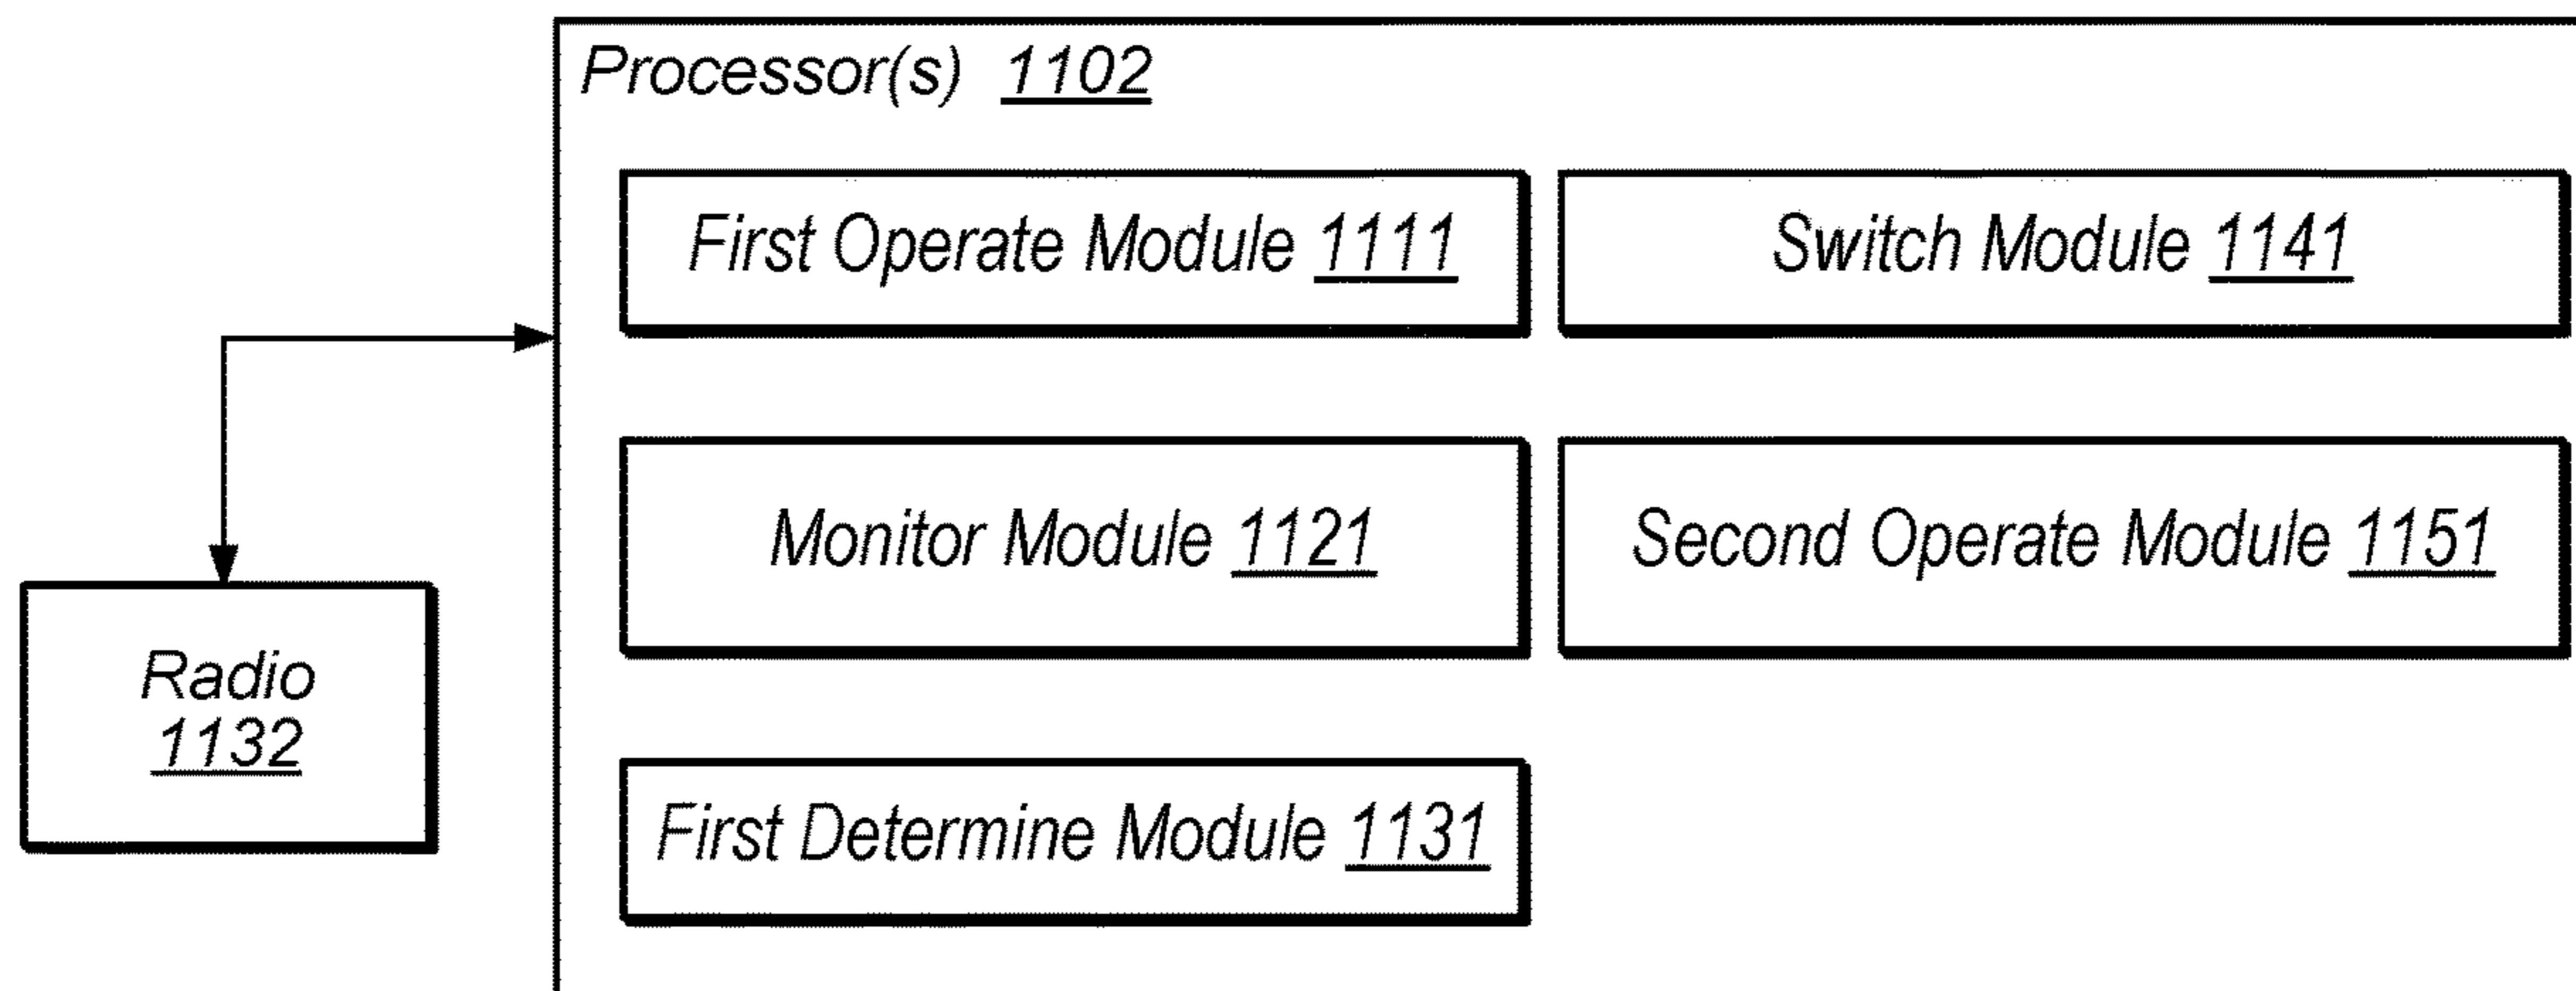 Processor(s) 1102
First Operate Module 1111
Switch Module 1141
Monitor Module 1121
Second Operate Module 1151
Radio
1132
First Determine Module 1131